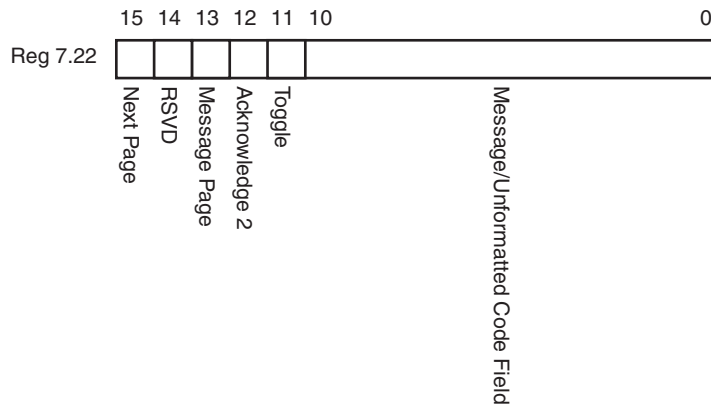 15 14 13 12 11 10 0
Reg 7.22
Next Page
RSVD
Message Page
Acknowledge 2
Toggle
Message/Unformatted Code Field